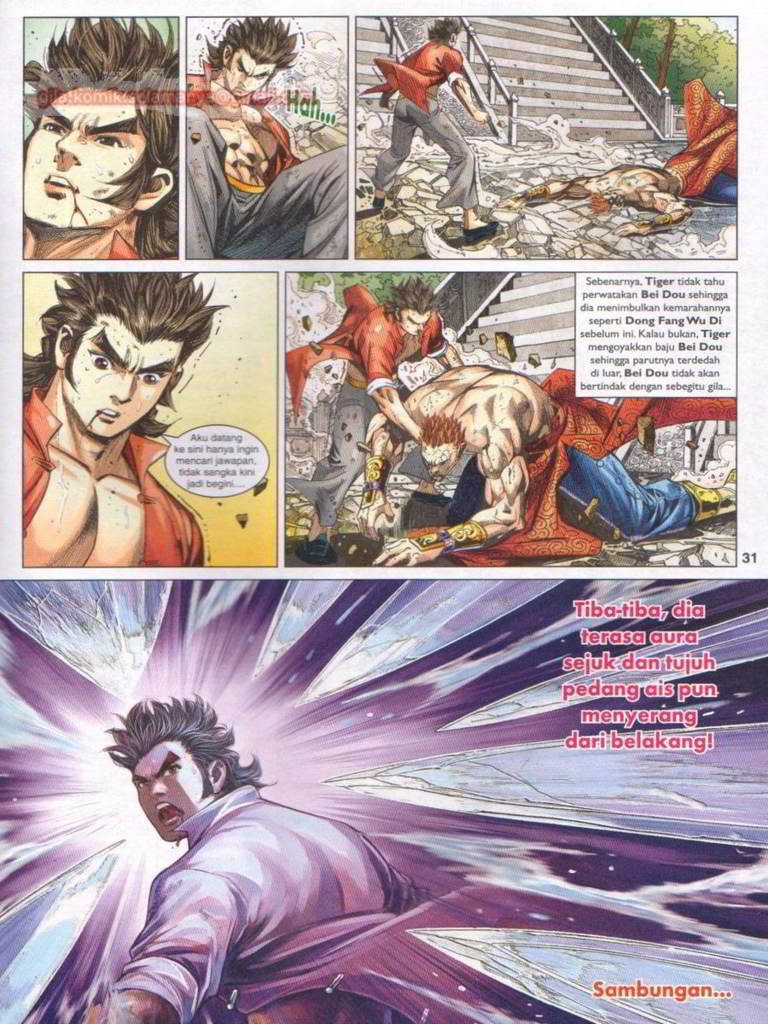 Hah...
Sebenarnya, Tiger tidak tahu
perwatakan Bei Dou sehingga
dia menimbulkan kemarahannya
seperti Dong Fang Wu Di
sebelum ini. Kalau bukan, Tiger
mengoyakkan baju Bei Dou
sehingga parutnya terdedah
di luar, Bei Dou tidak akan
bertindak dengan sebegitu gila...
Aku datang
ke sini hanya ingin
mencari jawapan,
tidak sangka kini
jadi begini....
31
Tiba-tiba, dia
terasa aura
sejuk dan tujuh
pedang ais pun
menyerang
dari belakang!
Sambungan...